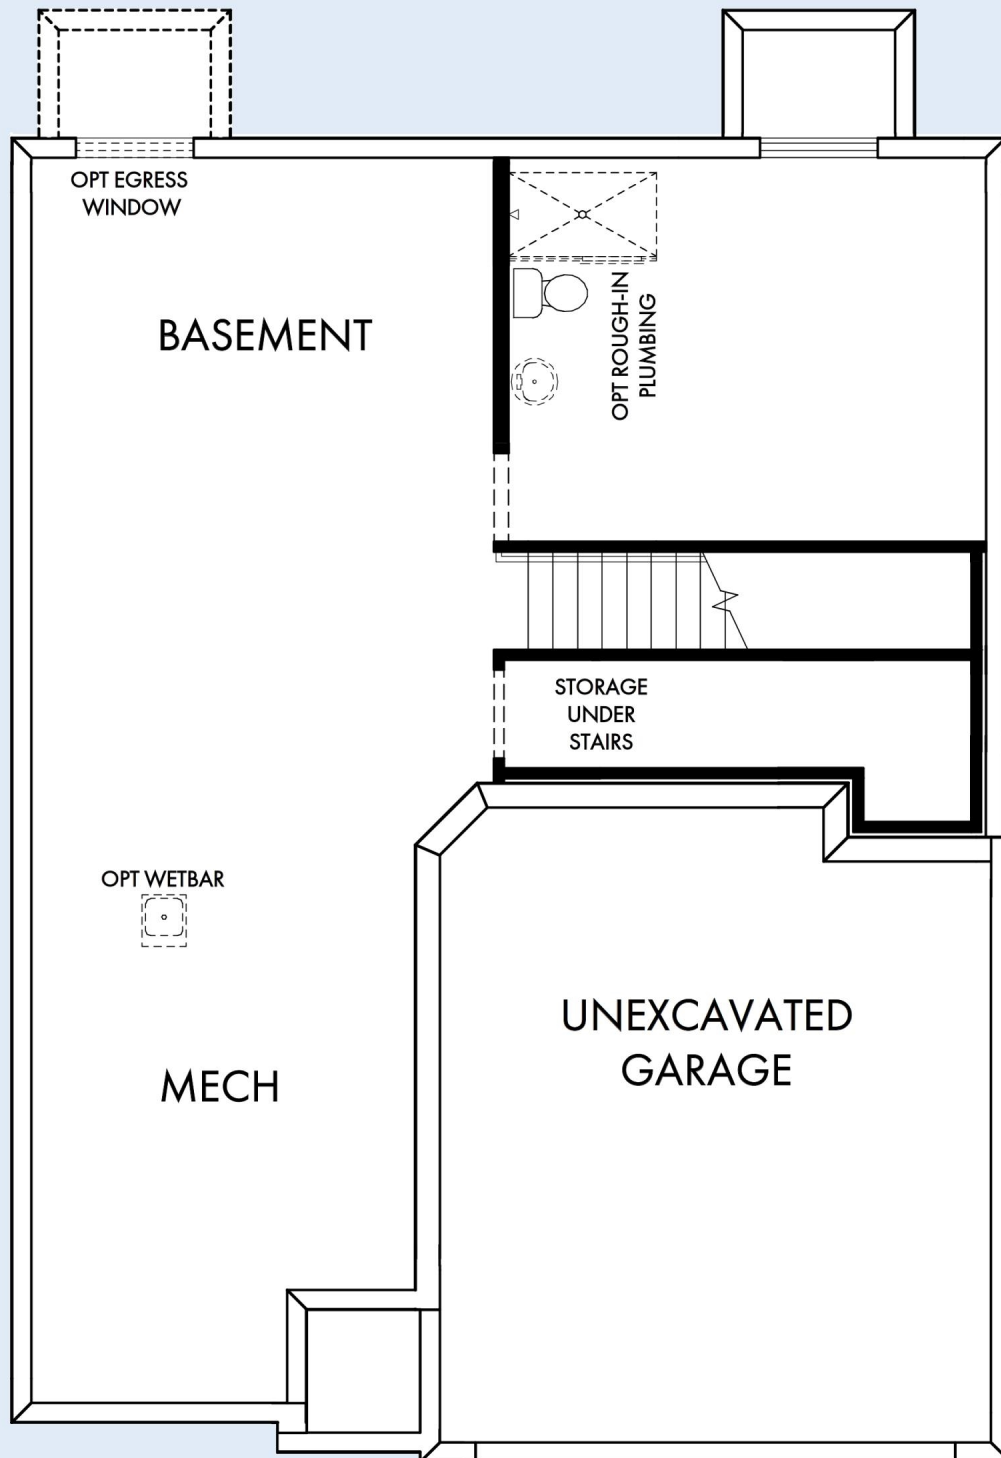 OPT EGRESS
WINDOW
BASEMENT
OPT ROUGH-IN
PLUMBING
STORAGE
UNDER
STAIRS
OPT WETBAR
UNEXCAVATED
GARAGE
MECH